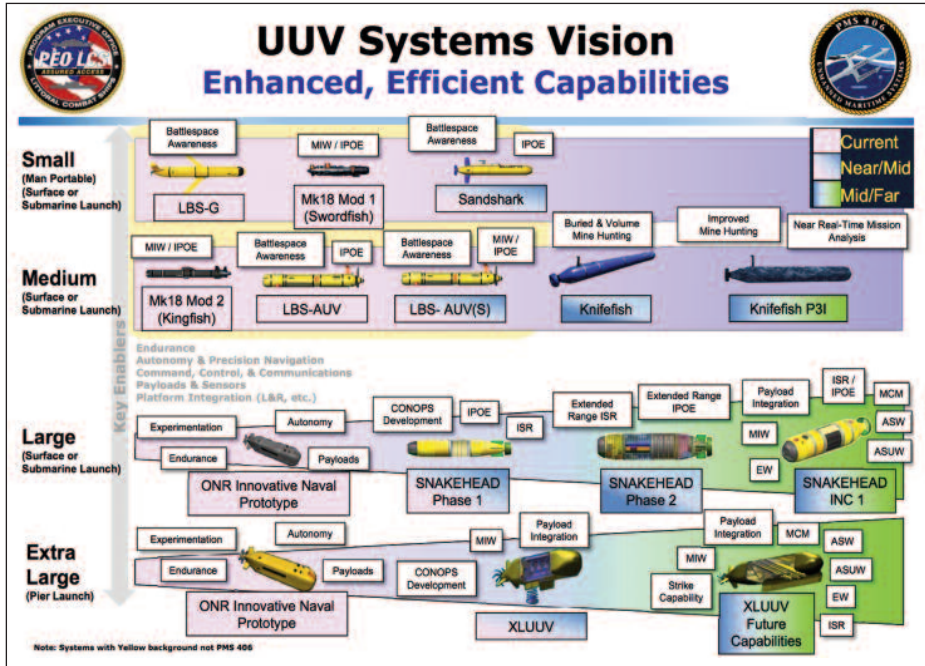 PROGRAM EXECUTIVE OFFICE
PEO LCS
ASSURED ACCESS
LITTORAL COMBAT SHIPS
UUV Systems Vision
Enhanced, Efficient Capabilities
PMS 406
UNMANNED MARITIME SYSTEMS
Current
Near/Mid
Mid/Far
Key Enablers
Small
(Man Portable)
(Surface or
Submarine Launch)
Battlespace
Awareness
LBS-G
MIW / IPOE
Mk18 Mod 1
(Swordfish)
Battlespace
Awareness
IPOE
Sandshark
Medium
(Surface or
Submarine Launch)
MIW / IPOE
Mk18 Mod 2
(Kingfish)
Battlespace
Awareness
IPOE
LBS-AUV
Battlespace
Awareness
MIW /
IPOE
LBS- AUV(S)
Buried & Volume
Mine Hunting
Knifefish
Improved
Mine Hunting
Near Real-Time Mission
Analysis
Knifefish P3I
Endurance
Autonomy & Precision Navigation
Command, Control, & Communications
Payloads & Sensors
Platform Integration (L&R, etc.)
Large
(Surface or
Submarine Launch)
Experimentation
Autonomy
Endurance
Payloads
ONR Innovative Naval
Prototype
CONOPS
Development
IPOE
ISR
SNAKEHEAD
Phase 1
Extended
Range ISR
Extended Range
IPOE
SNAKEHEAD
Phase 2
Payload
Integration
ISR /
IPOE
MCM
MIW
ASW
EW
ASUW
SNAKEHEAD
INC 1
Extra
Large
(Pier Launch)
Experimentation
Autonomy
Endurance
Payloads
ONR Innovative Naval
Prototype
CONOPS
Development
MIW
Payload
Integration
XLUUV
Payload
Integration
MCM
ASW
MIW
ASUW
Strike
Capability
EW
ISR
XLUUV
Future
Capabilities
Note: Systems with Yellow background not PMS 406